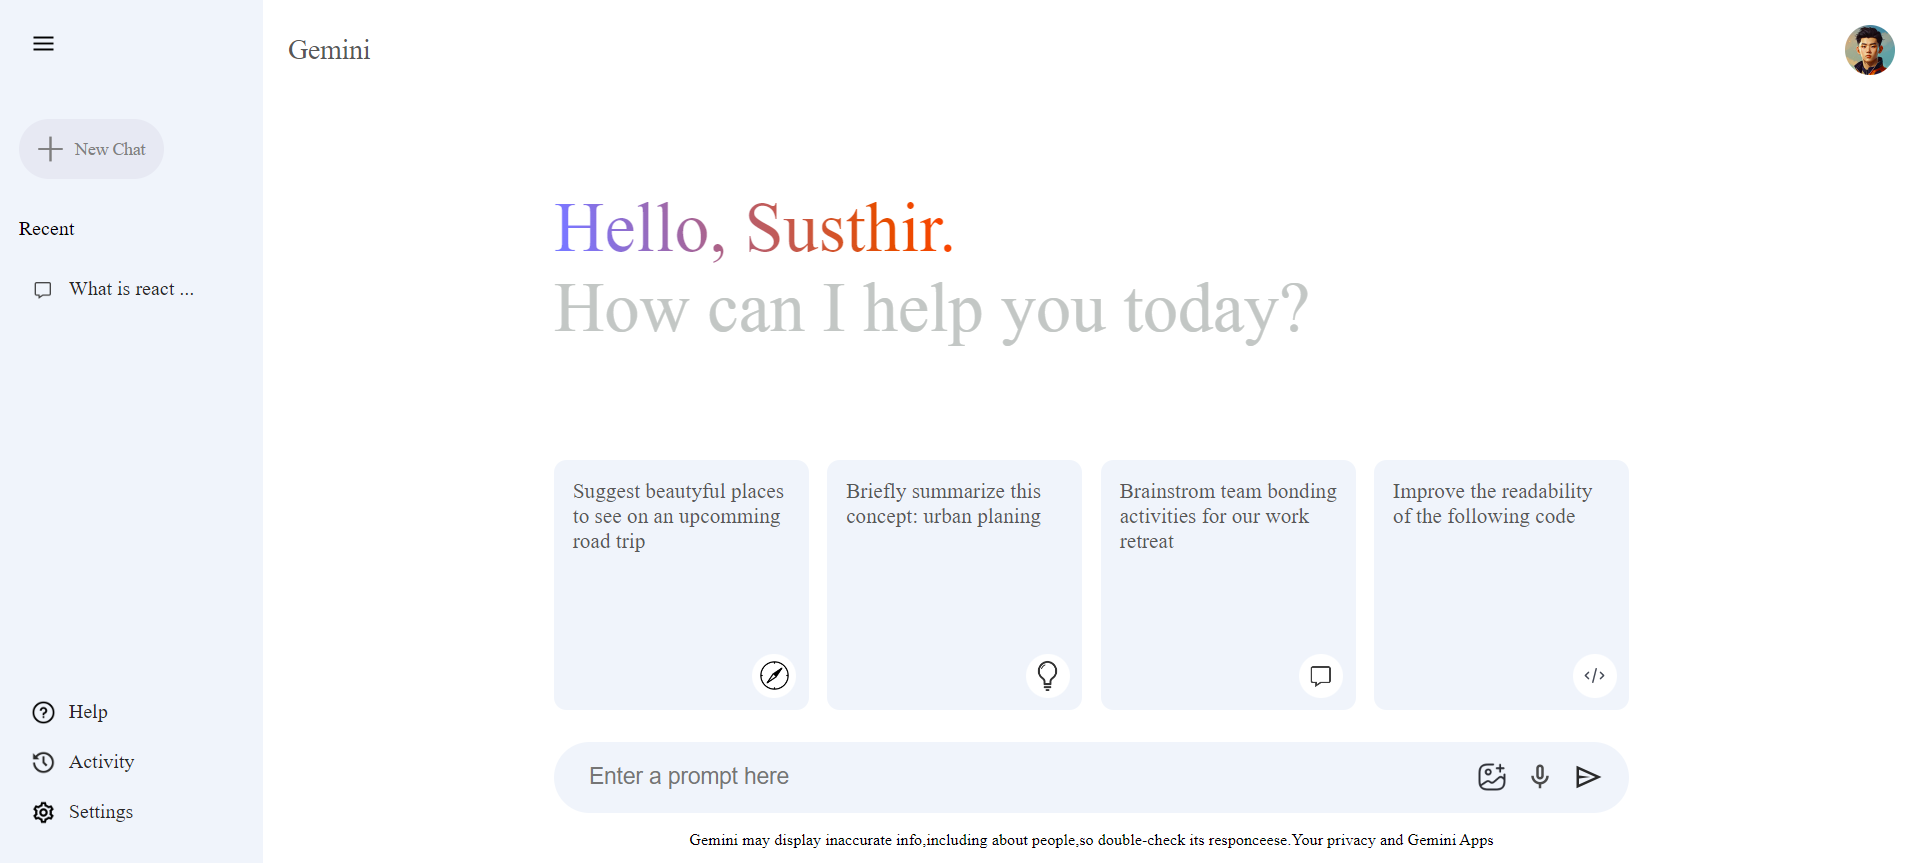 Gemini
New Chat
Recent
What is react ...
Help
Activity
Settings
Hello, Susthir.
How can I help you today?
Suggest beautyful places
to see on an upcomming
road trip
Briefly summarize this
concept: urban planing
Brainstrom team bonding
activities for our work
retreat
Improve the readability
of the following code
</>
Enter a prompt here
Gemini may display inaccurate info,including about people,so double-check its responceese.Your privacy and Gemini Apps